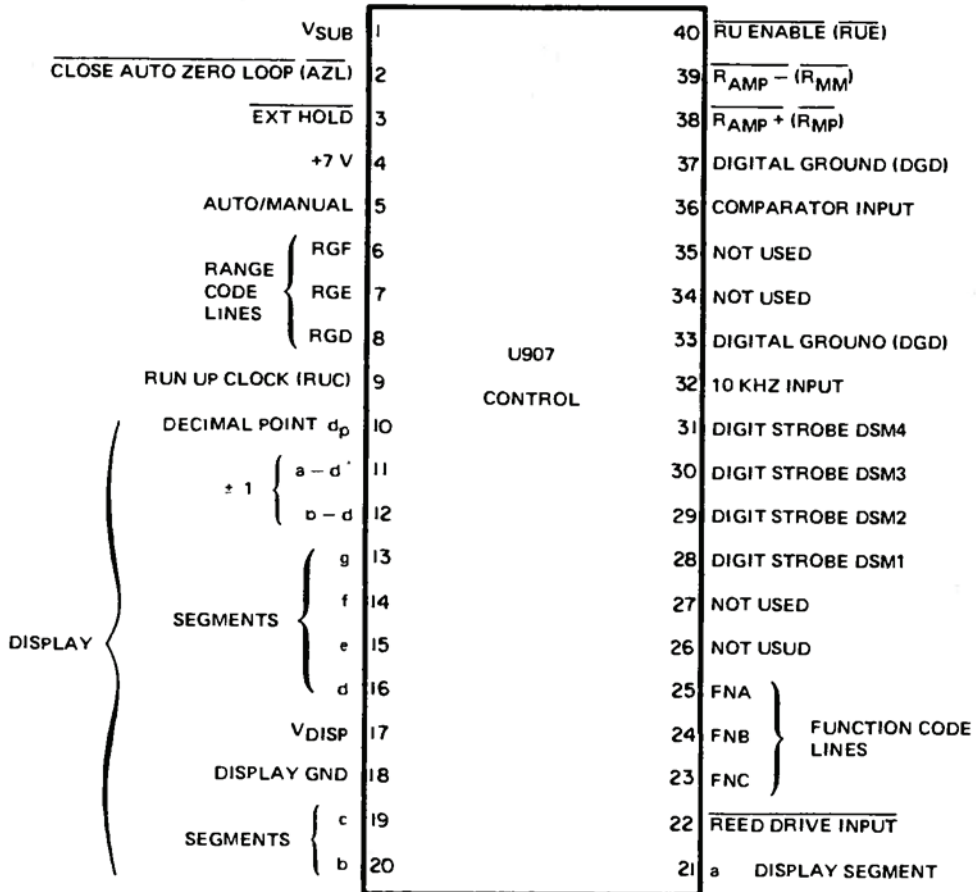 VSUB 1
CLOSE AUTO ZERO LOOP (AZL) 2
EXT HOLD 3
+7 V 4
AUTO/MANUAL 5
RANGE CODE LINES
RGF 6
RGE 7
RGD 8
RUN UP CLOCK (RUC) 9
DISPLAY
DECIMAL POINT dp 10
± 1
a – d 11
b – d 12
SEGMENTS
g 13
f 14
e 15
d 16
VDISP 17
DISPLAY GND 18
SEGMENTS
c 19
b 20
U907
CONTROL
40 RU ENABLE (RUE)
39 RAMP – (RMM)
38 RAMP + (RMP)
37 DIGITAL GROUND (DGD)
36 COMPARATOR INPUT
35 NOT USED
34 NOT USED
33 DIGITAL GROUNO (DGD)
32 10 KHZ INPUT
31 DIGIT STROBE DSM4
30 DIGIT STROBE DSM3
29 DIGIT STROBE DSM2
28 DIGIT STROBE DSM1
27 NOT USED
26 NOT USUD
25 FNA
24 FNB
23 FNC
FUNCTION CODE
LINES
22 REED DRIVE INPUT
21 a DISPLAY SEGMENT